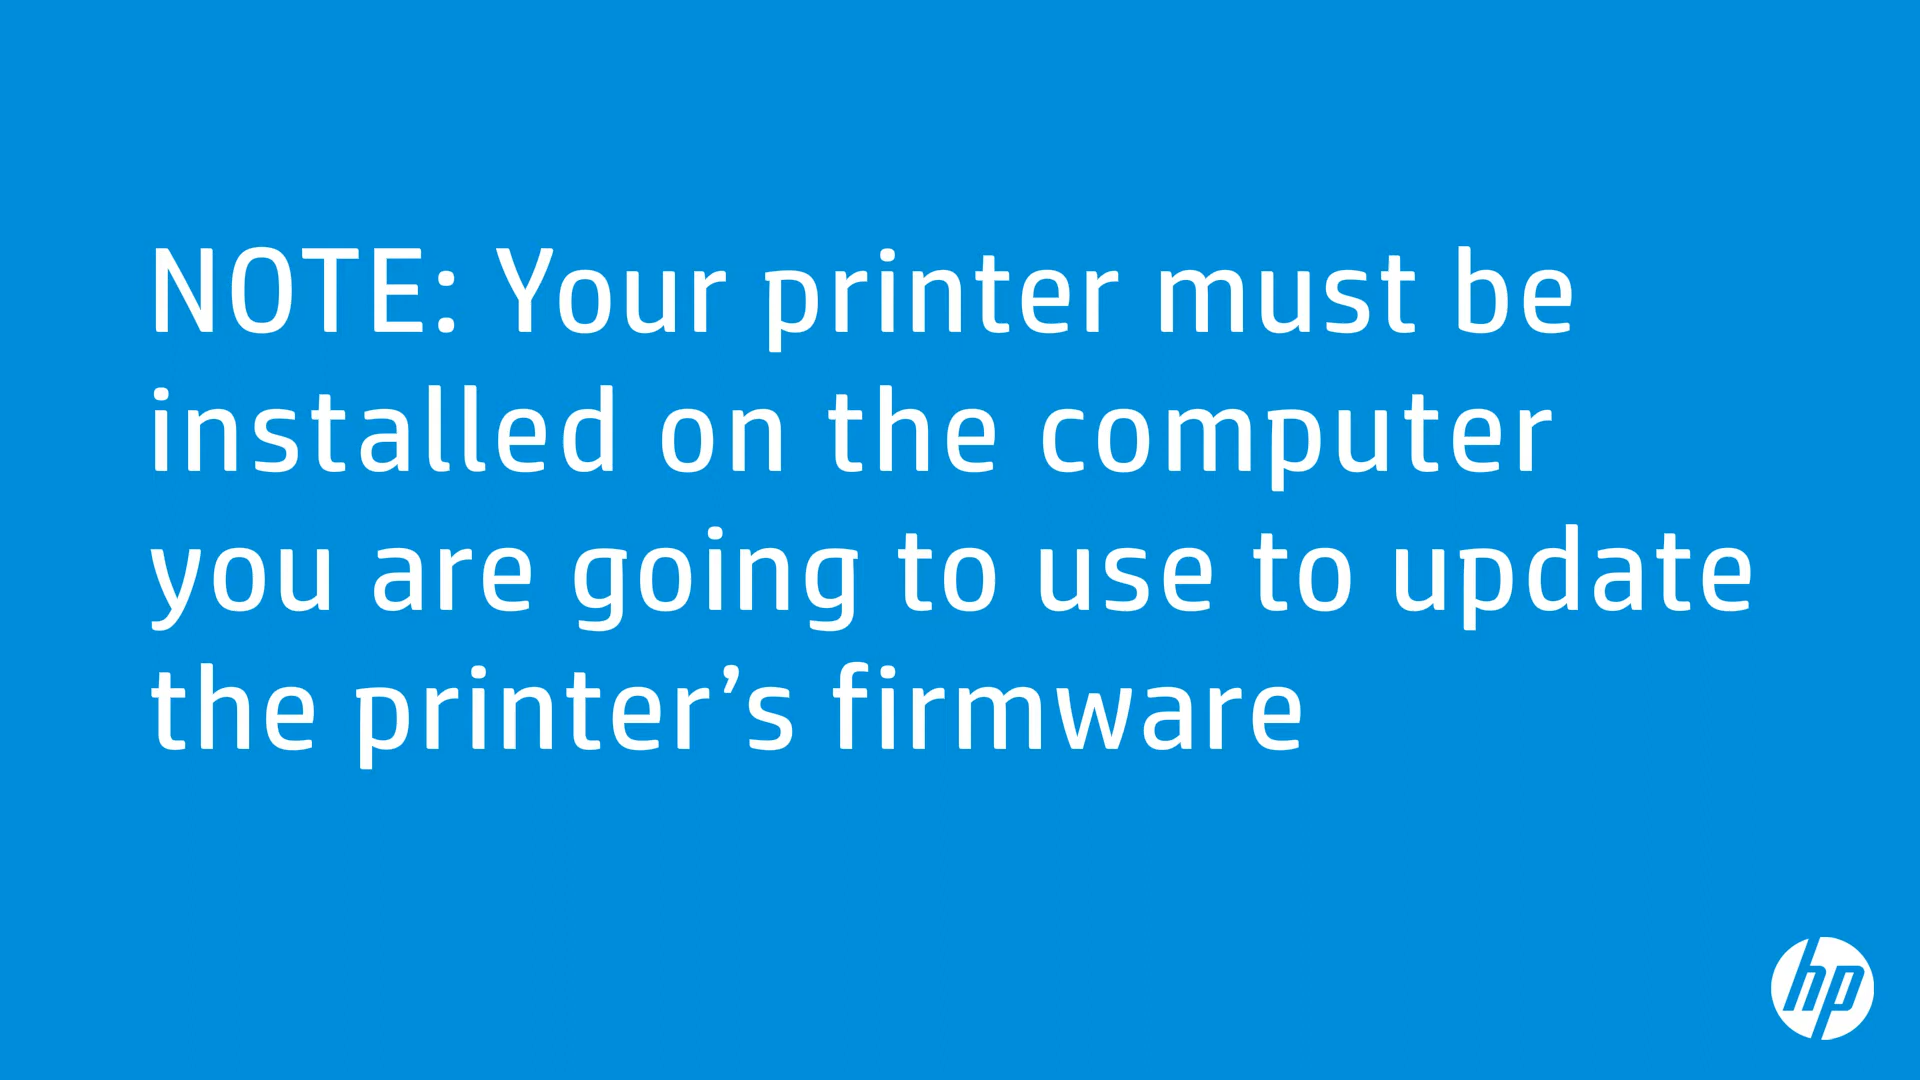 NOTE: Your printer must be
installed on the computer
you are going to use to update
the printer’s firmware
hp